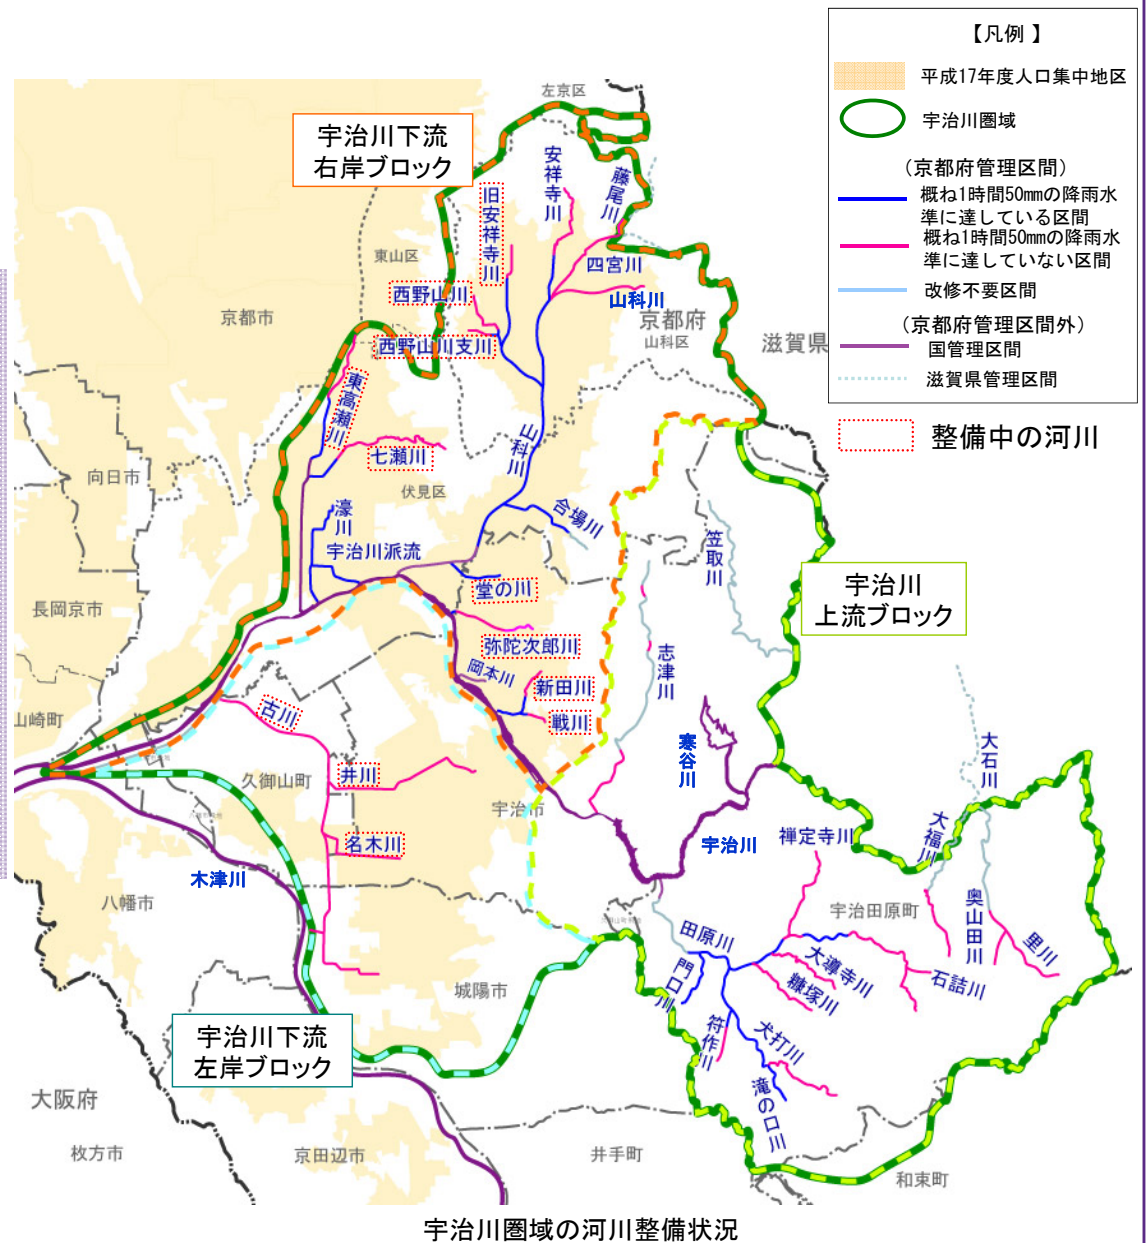 【凡例】
平成17年度人口集中地区
宇治川圏域
（京都府管理区間）
概ね1時間50mmの降雨水
準に達している区間
概ね1時間50mmの降雨水
準に達していない区間
改修不要区間
（京都府管理区間外）
国管理区間
滋賀県管理区間
整備中の河川
左京区
宇治川下流
右岸ブロック
安祥寺川
藤尾川
旧安祥寺川
東山区
四宮川
西野山川
山科川
京都市
京都府
山科区
滋賀県
西野山川支川
東高瀬川
山科川
七瀬川
向日市
伏見区
濠川
合場川
宇治川派流
笠取川
堂の川
宇治川
上流ブロック
長岡京市
弥陀次郎川
志津川
岡本川
新田川
古川
戦川
山崎町
寒谷川
大石川
井川
久御山町
宇治市
名木川
宇治川
禅定寺川
大福川
木津川
八幡市
宇治田原町
奥山田川
里川
田原川
門口川
大導寺川
糠塚川
石詰川
城陽市
符作川
犬打川
宇治川下流
左岸ブロック
滝の口川
大阪府
枚方市
京田辺市
井手町
和束町
宇治川圏域の河川整備状況